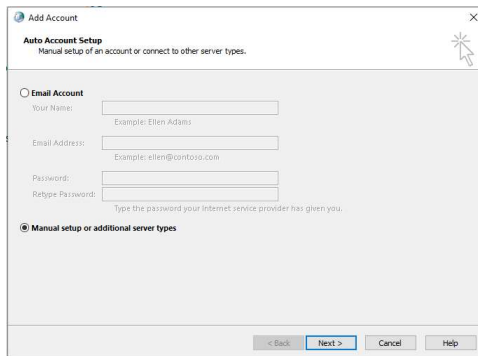 Add Account
Auto Account Setup
Manual setup of an account or connect to other server types.
Email Account
Your Name:
Example: Ellen Adams
Email Address:
Example: ellen@contoso.com
Password:
Retype Password:
Type the password your Internet service provider has given you.
Manual setup or additional server types
< Back Next > Cancel Help